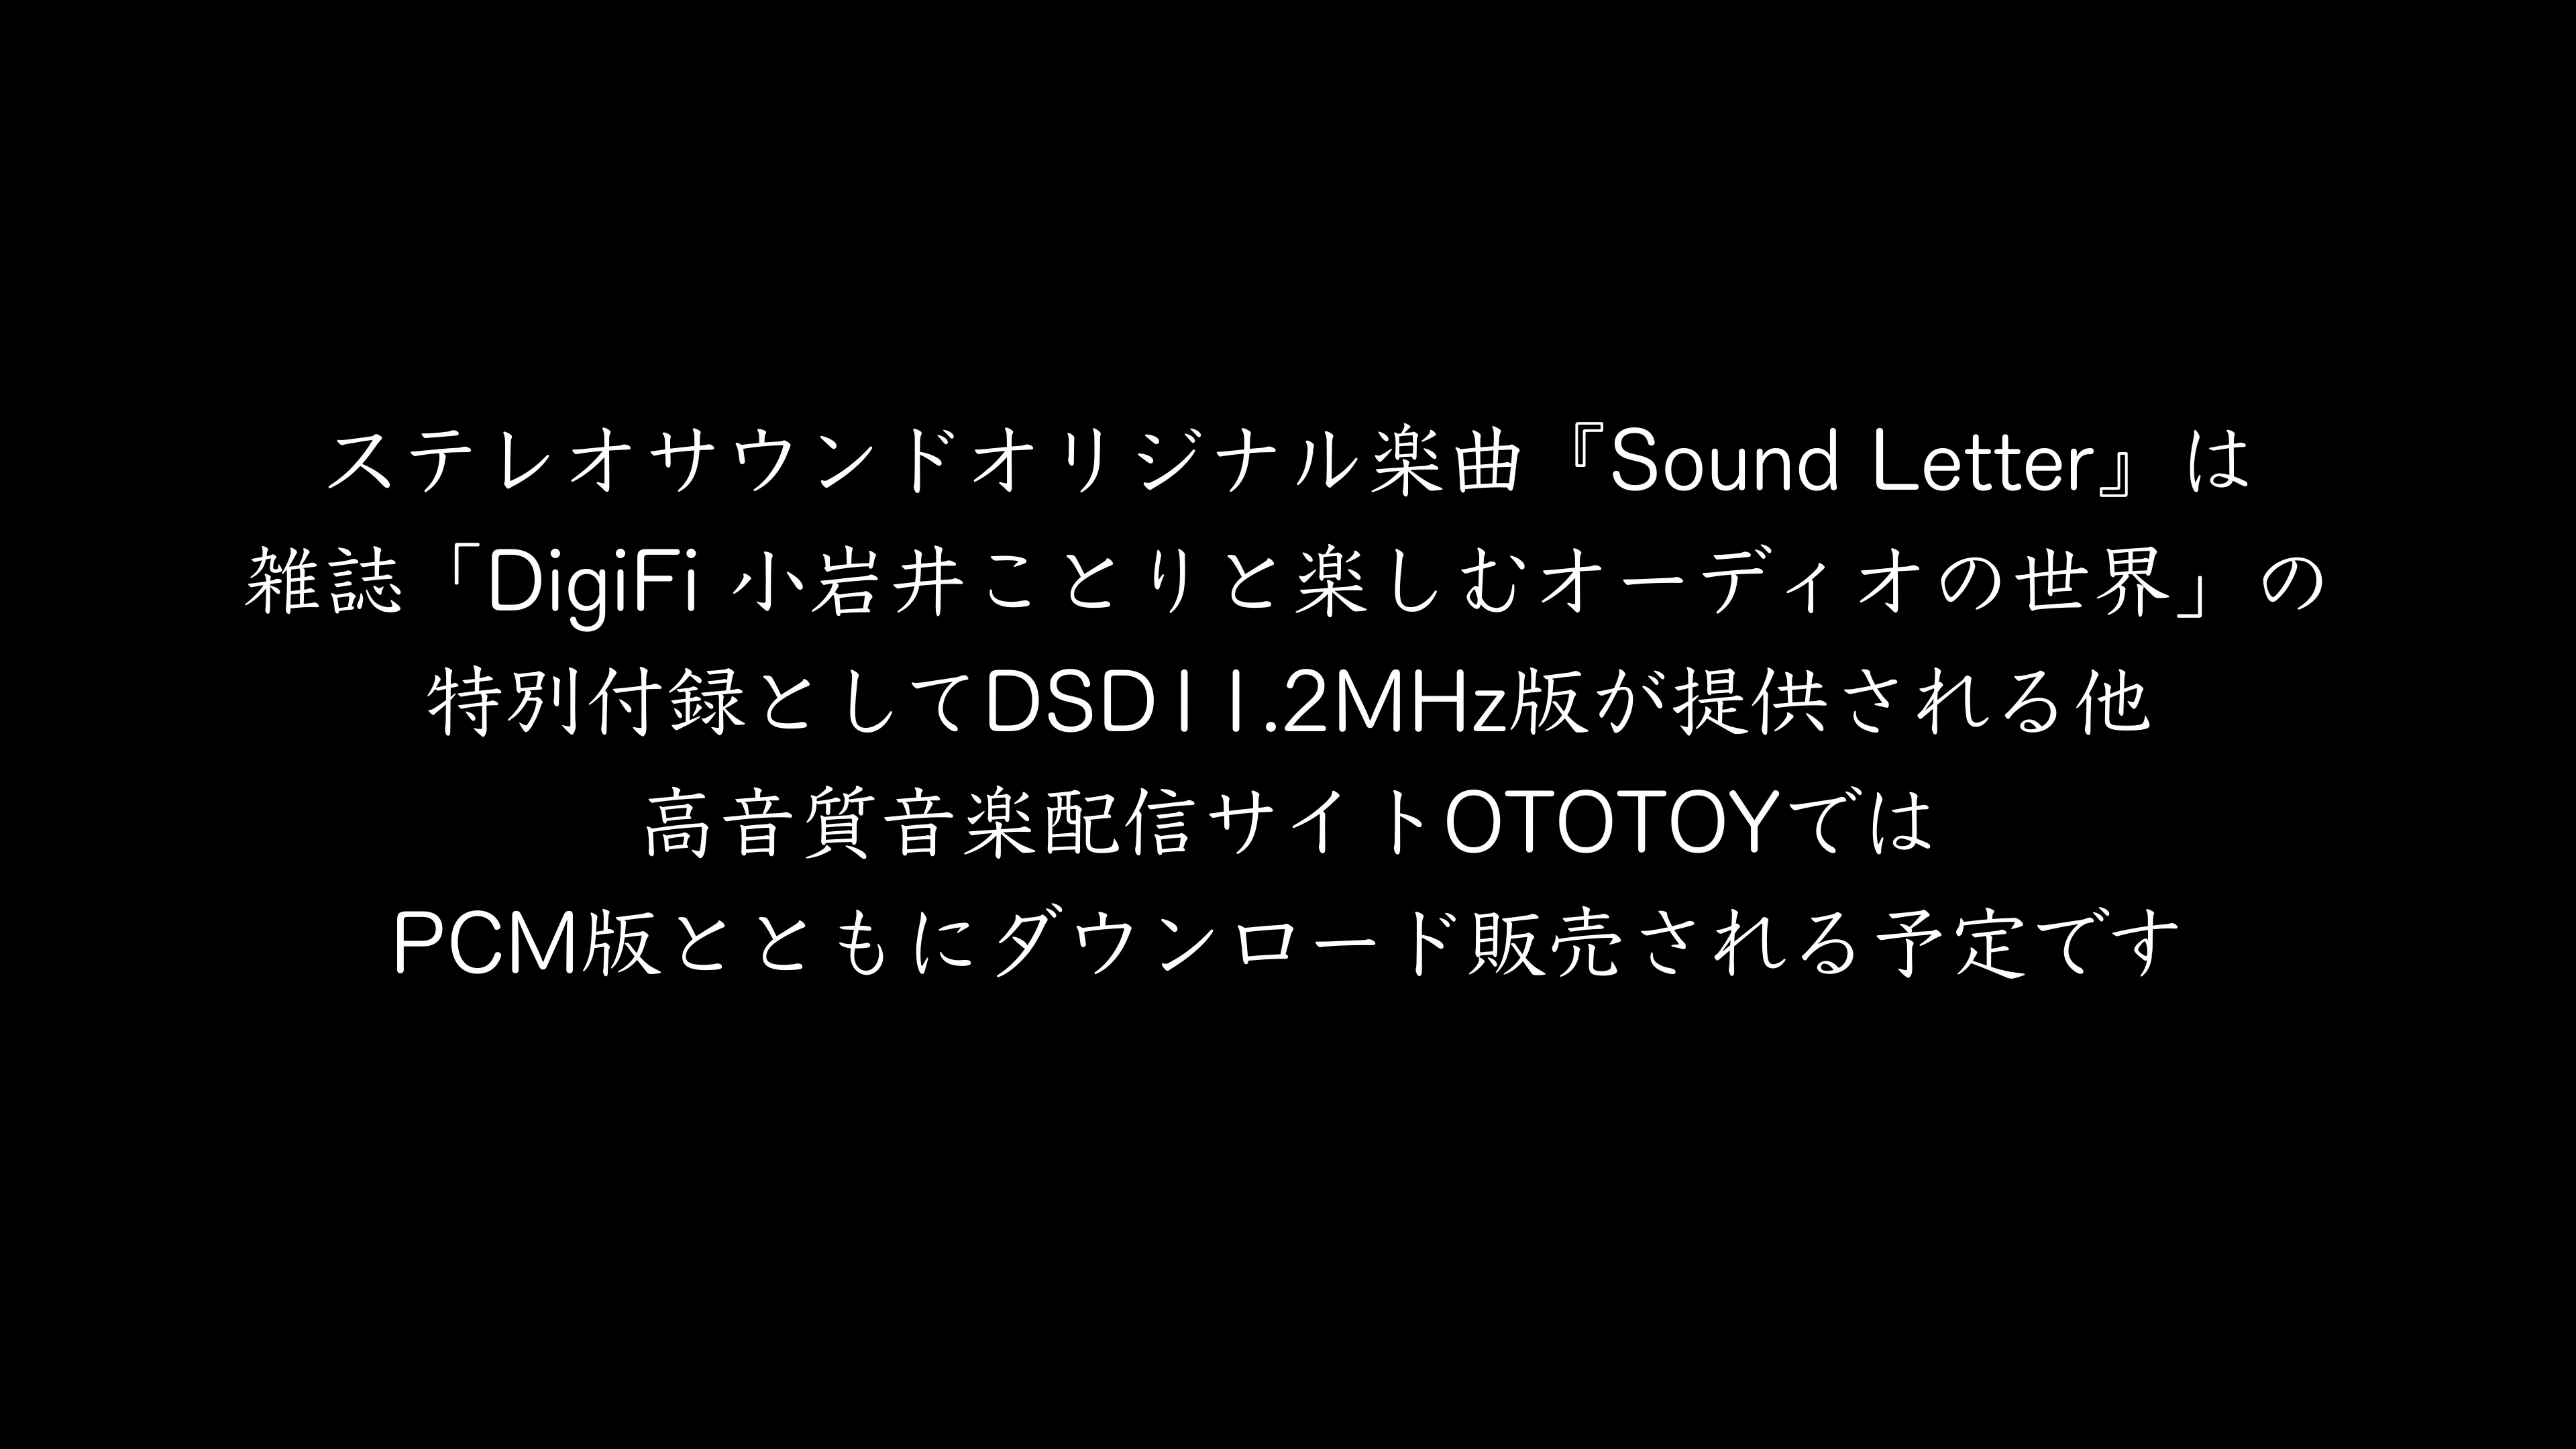 ステレオサウンドオリジナル楽曲『Sound Letter』は
雑誌「DigiFi 小岩井ことりと楽しむオーディオの世界」の
特別付録としてDSD11.2MHz版が提供される他
高音質音楽配信サイトOTOTOYでは
PCM版とともにダウンロード販売される予定です